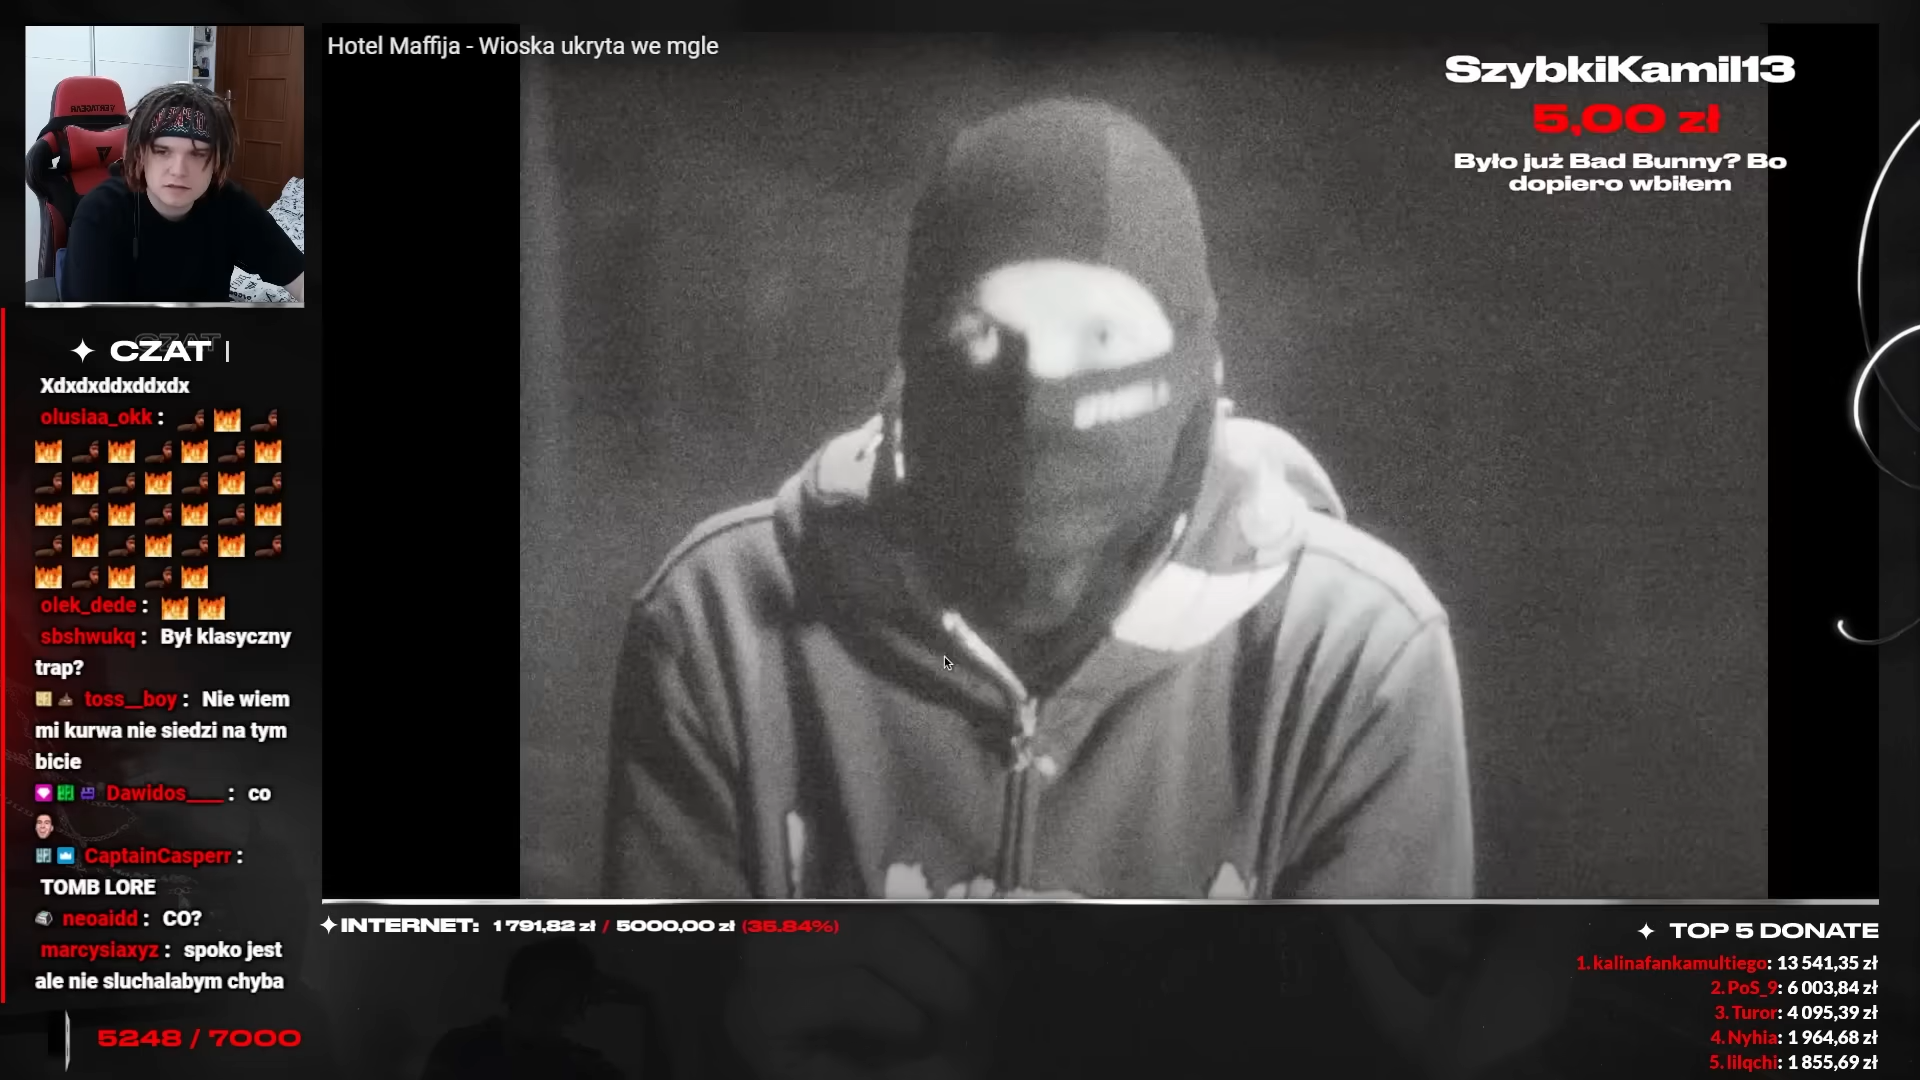 Hotel Maffija - Wioska ukryta we mgle
SzybkiKamil13
5,00 zł
Było już Bad Bunny? Bo
dopiero wbiłem
CZAT |
Xdxdxddxddxdx
olusiaa_okk :
olek_dede :
sbshwukq : Był klasyczny
trap?
toss__boy : Nie wiem
mi kurwa nie siedzi na tym
bicie
Dawidos____ : co
CaptainCasperr :
TOMB LORE
neoaidd : CO?
marcysiaxyz : spoko jest
ale nie sluchalabym chyba
5248 / 7000
INTERNET: 1 791,82 zł / 5000,00 zł (35.84%)
TOP 5 DONATE
1. kalinafankamultiego: 13 541,35 zł
2. PoS_9: 6 003,84 zł
3. Turor: 4 095,39 zł
4. Nyhia: 1 964,68 zł
5. lilqchi: 1 855,69 zł